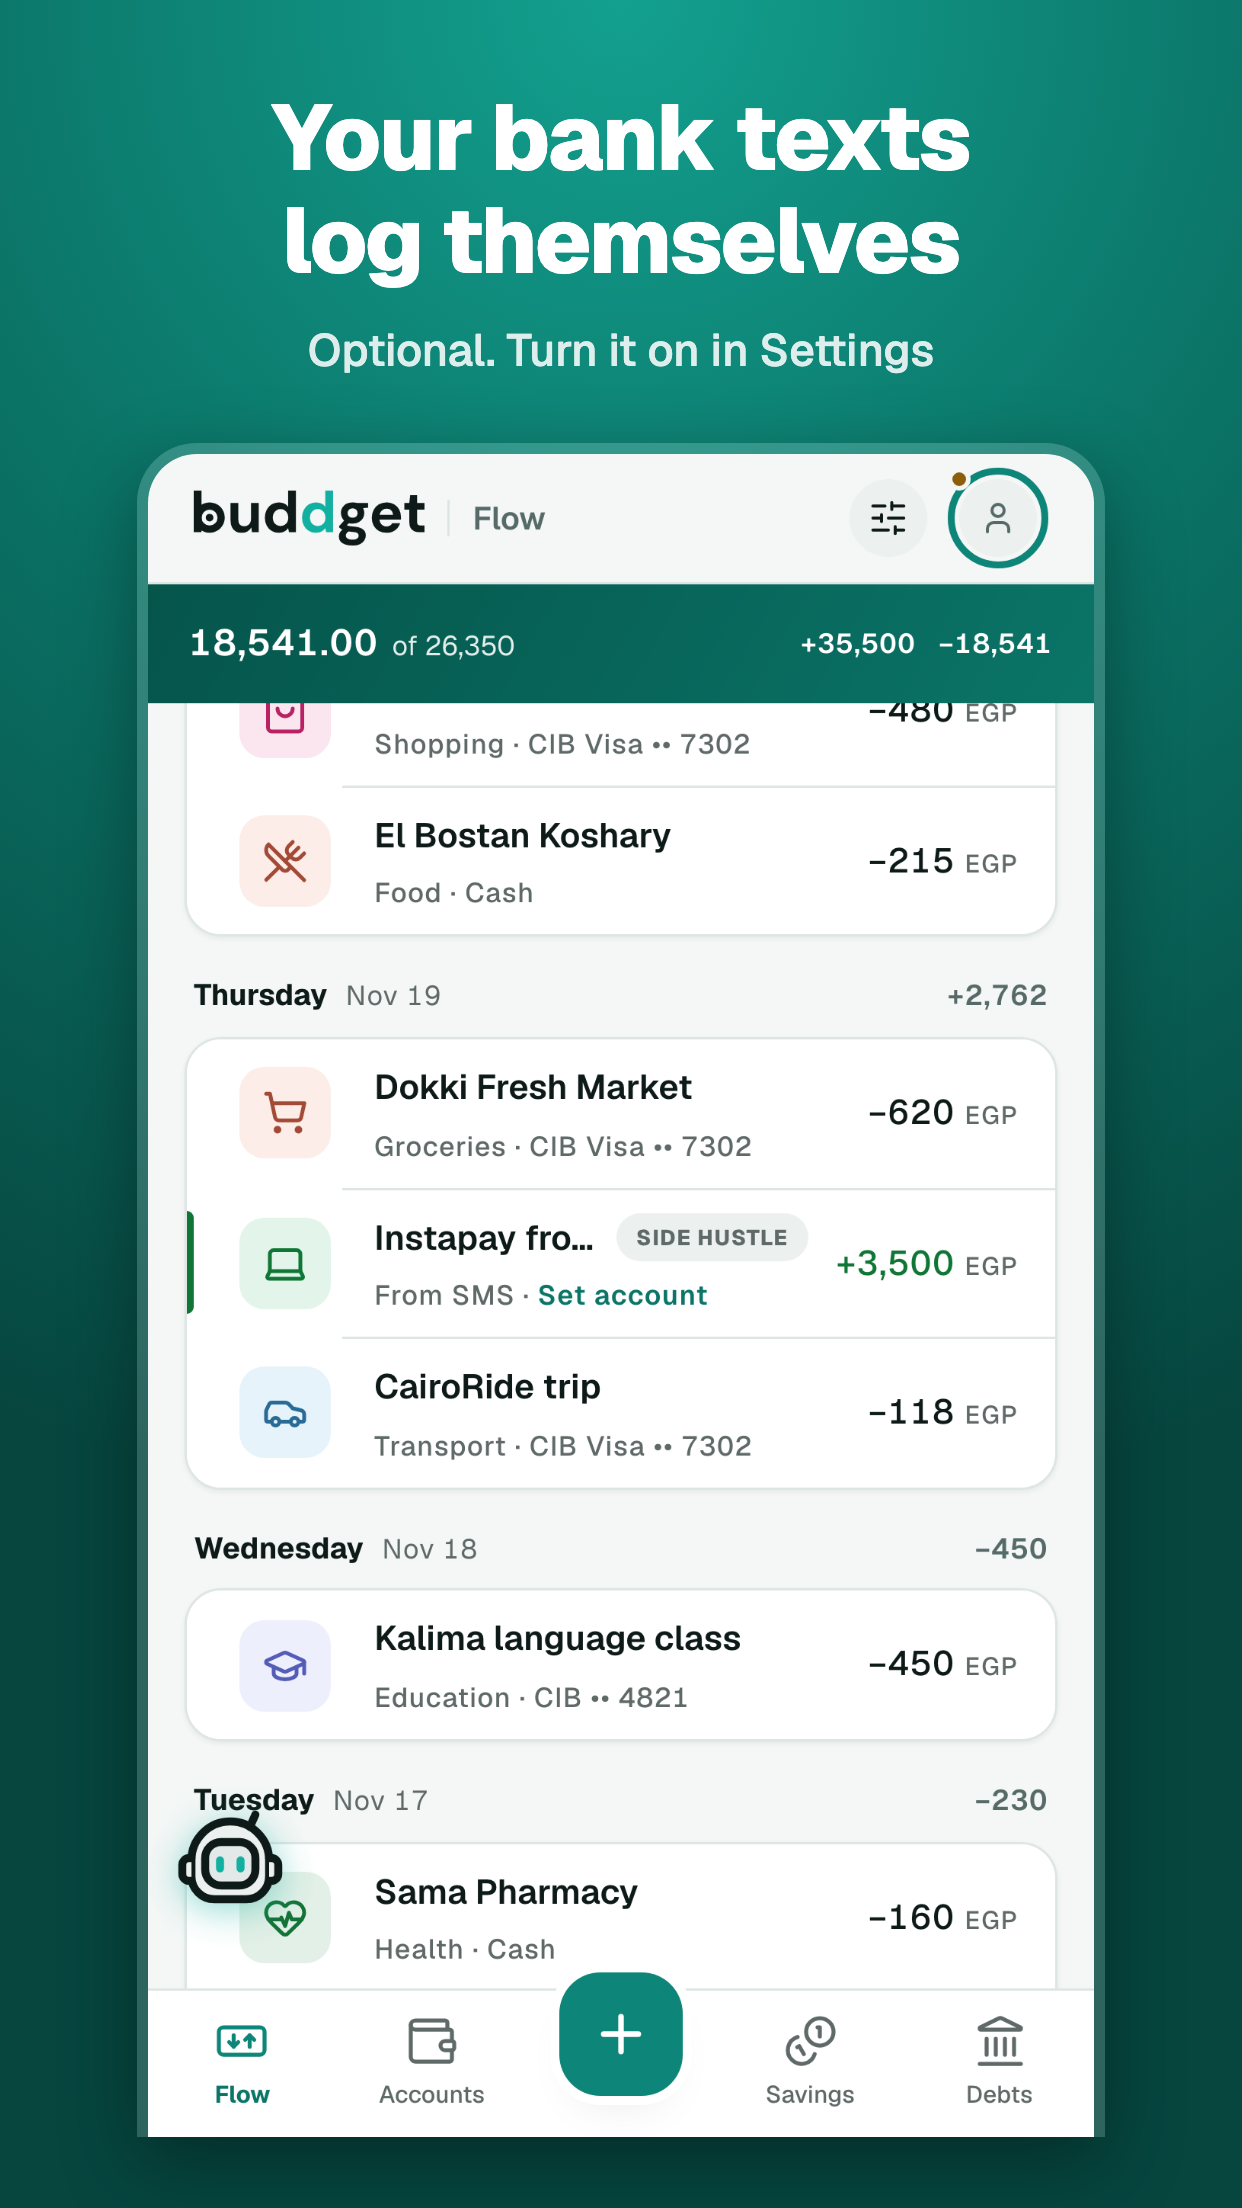 Your bank texts
log themselves
Optional. Turn it on in Settings
buddget | Flow
18,541.00 of 26,350 +35,500 −18,541
−480 EGP
Shopping · CIB Visa •• 7302
El Bostan Koshary
−215 EGP
Food · Cash
Thursday Nov 19 +2,762
Dokki Fresh Market
−620 EGP
Groceries · CIB Visa •• 7302
Instapay fro... SIDE HUSTLE
+3,500 EGP
From SMS · Set account
CairoRide trip
−118 EGP
Transport · CIB Visa •• 7302
Wednesday Nov 18 −450
Kalima language class
−450 EGP
Education · CIB •• 4821
Tuesday Nov 17 −230
Sama Pharmacy
−160 EGP
Health · Cash
Flow Accounts Savings Debts